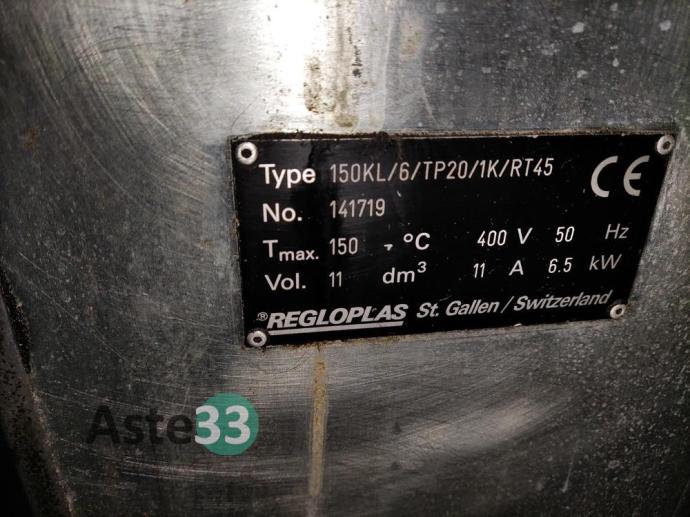 Type 150KL/6/TP20/1K/RT45 CE
No. 141719
Tmax. 150 - °C 400 V 50 Hz
Vol. 11 dm³ 11 A 6.5 kW
®REGLOPLAS St. Gallen / Switzerland
Aste33